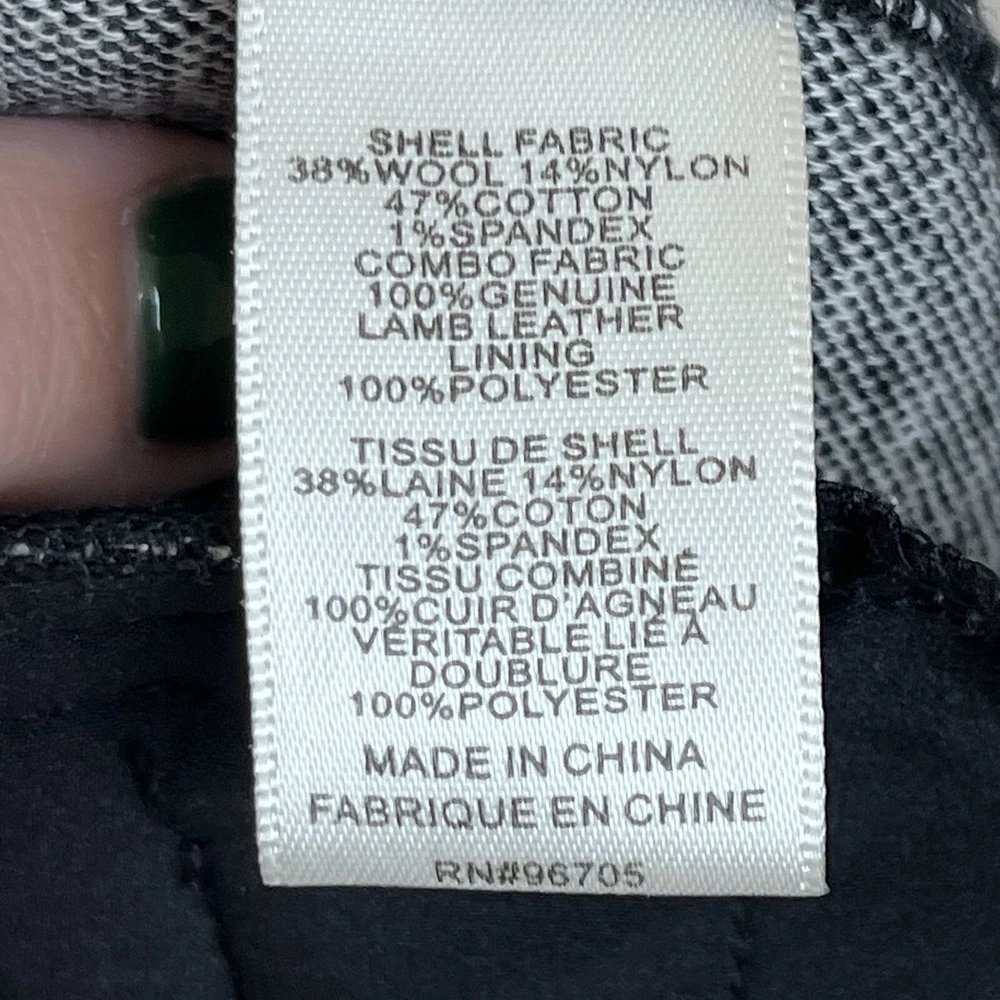 SHELL FABRIC
38%WOOL 14%NYLON
47%COTTON
1%SPANDEX
COMBO FABRIC
100%GENUINE
LAMB LEATHER
LINING
100%POLYESTER
TISSU DE SHELL
38%LAINE 14%NYLON
47%COTON
1%SPANDEX
TISSU COMBINÉ
100%CUIR D'AGNEAU
VÉRITABLE LIÉ À
DOUBLURE
100%POLYESTER
MADE IN CHINA
FABRIQUE EN CHINE
RN#96705